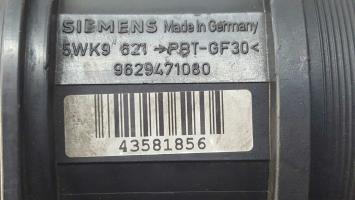 SIEMENS Made in Germany
5WK9 621 >PBT-GF30<
9629471080
43581856